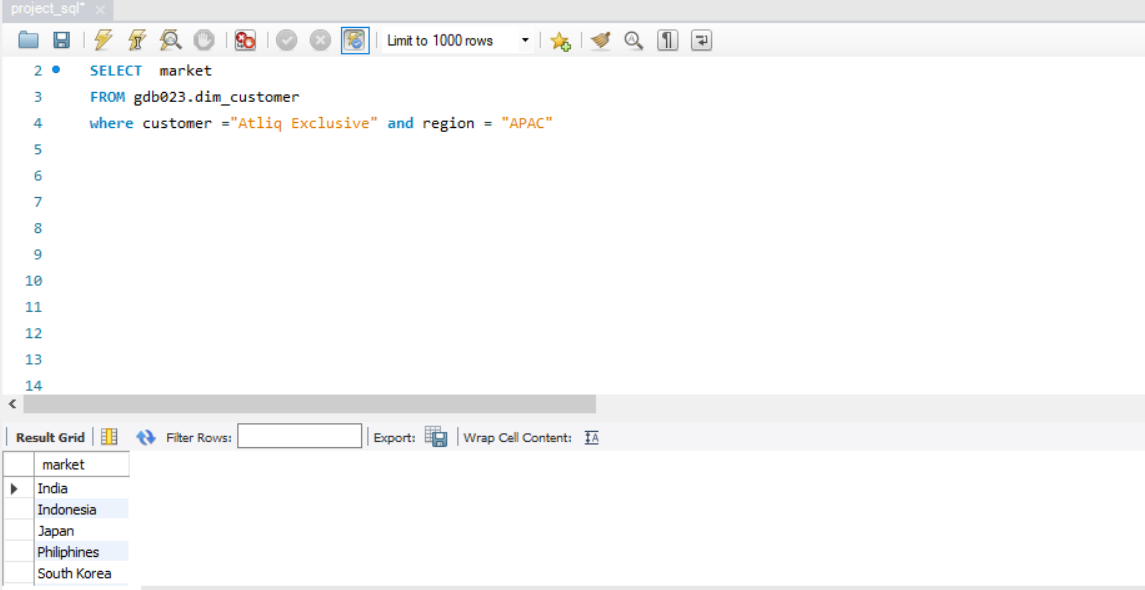 project_sql* ×
Limit to 1000 rows
2 SELECT market
3 FROM gdb023.dim_customer
4 where customer ="Atliq Exclusive" and region = "APAC"
5
6
7
8
9
10
11
12
13
14
Result Grid Filter Rows: Export: Wrap Cell Content: IA
market
India
Indonesia
Japan
Philiphines
South Korea